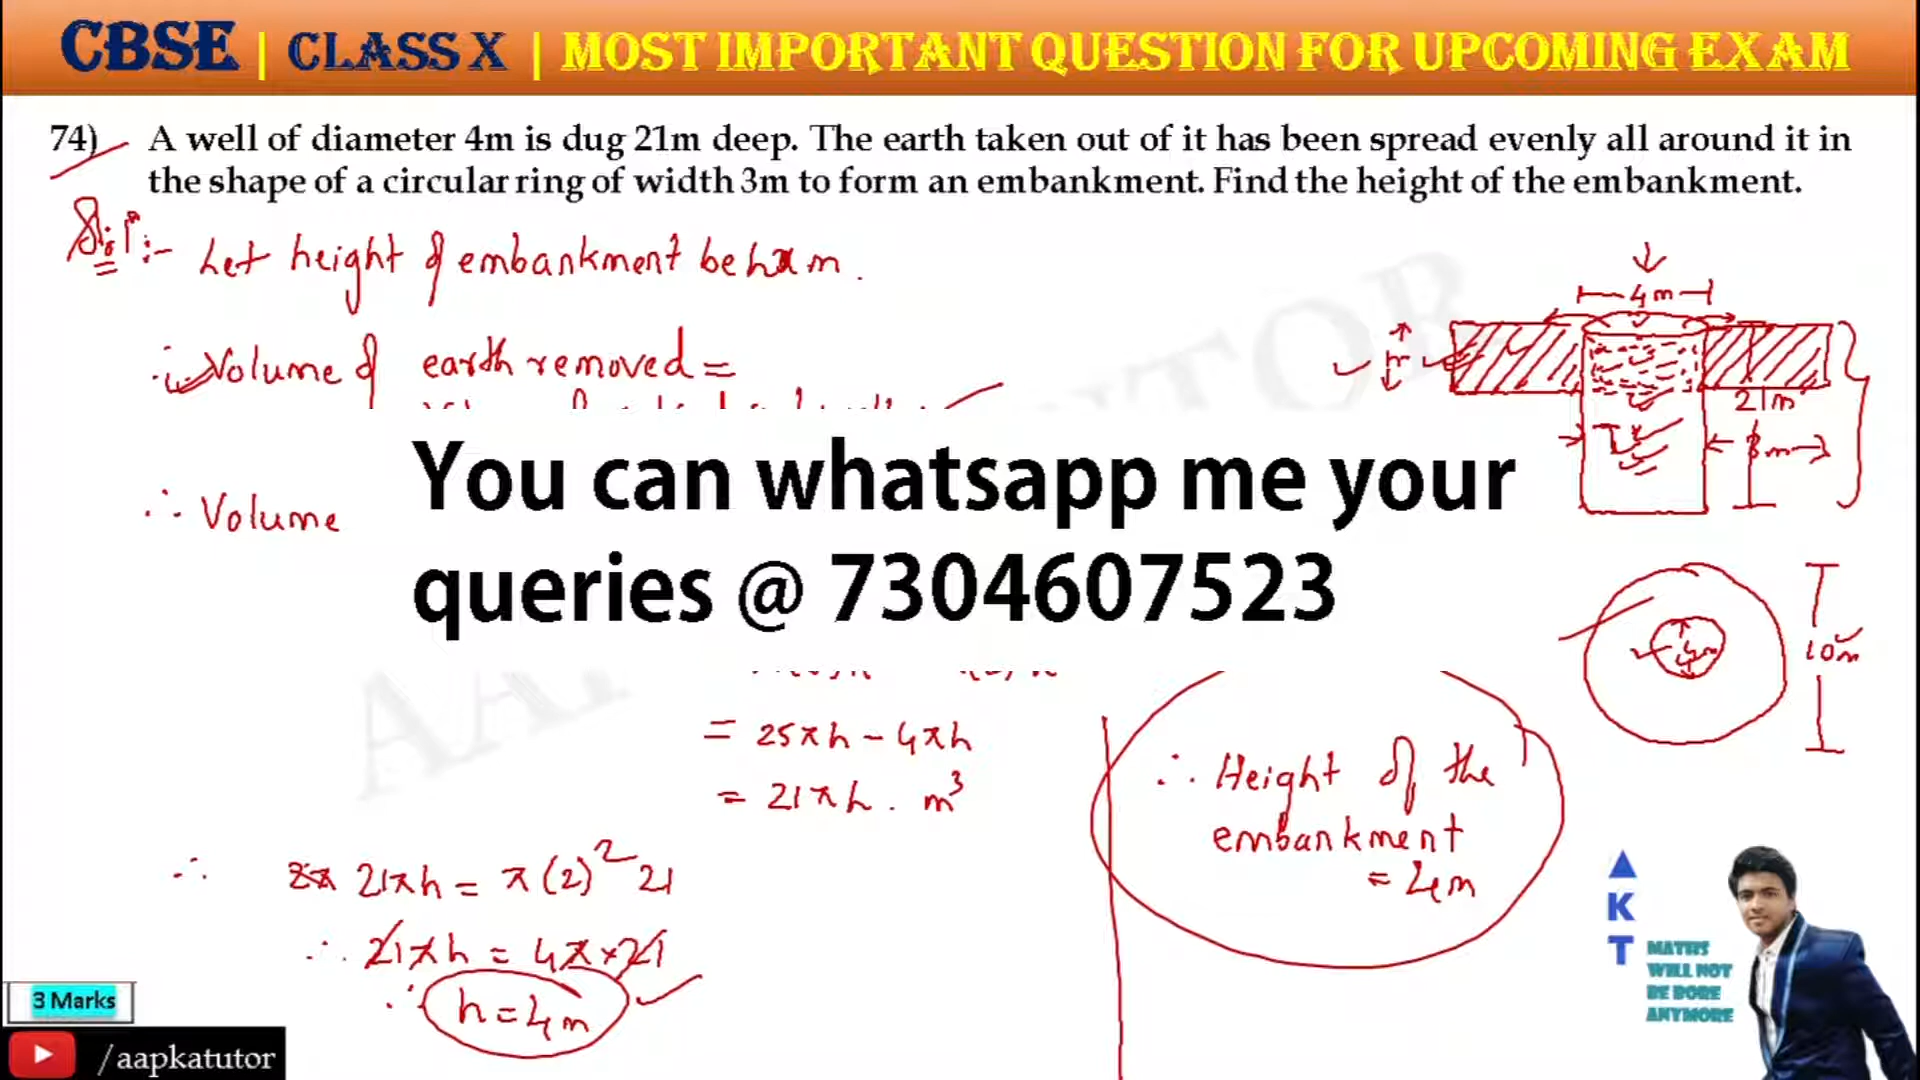 CBSE | CLASS X | MOST IMPORTANT QUESTION FOR UPCOMING EXAM
74) A well of diameter 4m is dug 21m deep. The earth taken out of it has been spread evenly all around it in
the shape of a circular ring of width 3m to form an embankment. Find the height of the embankment.
Let height of embankment be h m.
∴ Volume of earth removed =
∴ Volume
You can whatsapp me your
queries @ 7304607523
= 25πh - 4πh
= 21πh . m³
∴ 21πh = π(2)² 21
∴ 21πh = 4π×21
∴ h = 4m
∴ Height of the
embankment
= 4m
4m
21m
3m
10m
4m
AKT
MATHS
WILL NOT
BE BORE
ANYMORE
3 Marks
/aapkatutor